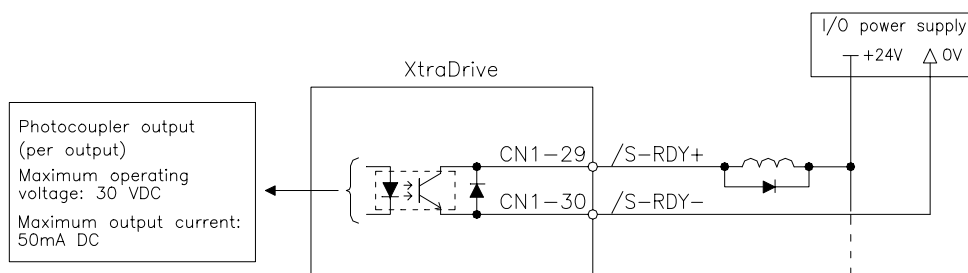 I/O power supply
+24V
0V
XtraDrive
Photocoupler output
(per output)
Maximum operating
voltage: 30 VDC
Maximum output current:
50mA DC
CN1-29
/S-RDY+
CN1-30
/S-RDY-